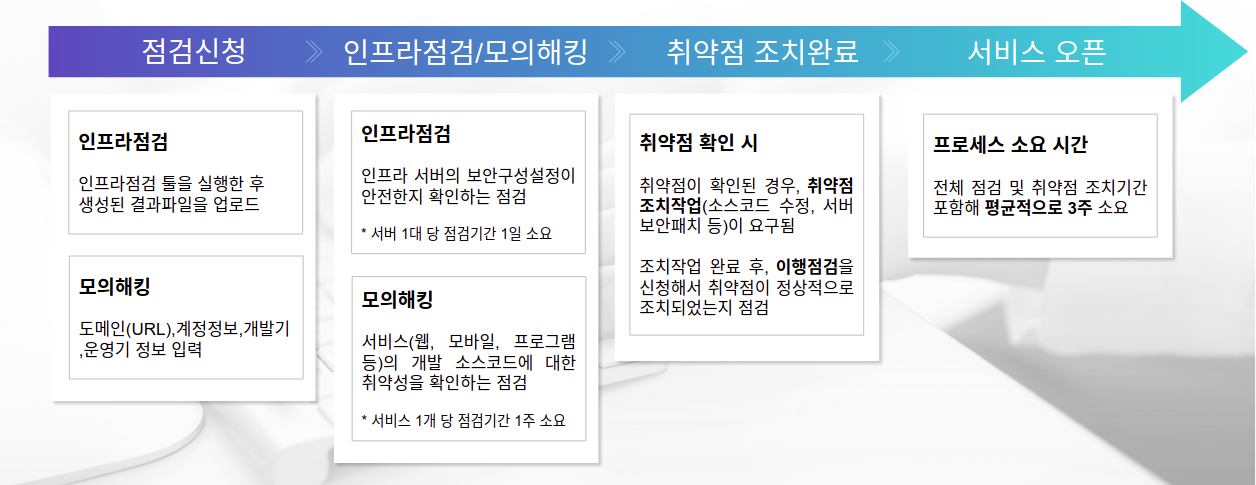 점검신청
인프라점검/모의해킹
취약점 조치완료
서비스 오픈
인프라점검
인프라점검 툴을 실행한 후
생성된 결과파일을 업로드
모의해킹
도메인(URL),계정정보,개발기
,운영기 정보 입력
인프라점검
인프라 서버의 보안구성설정이
안전한지 확인하는 점검
* 서버 1대 당 점검기간 1일 소요
모의해킹
서비스(웹, 모바일, 프로그램
등)의 개발 소스코드에 대한
취약성을 확인하는 점검
* 서비스 1개 당 점검기간 1주 소요
취약점 확인 시
취약점이 확인된 경우, 취약점
조치작업(소스코드 수정, 서버
보안패치 등)이 요구됨
조치작업 완료 후, 이행점검을
신청해서 취약점이 정상적으로
조치되었는지 점검
프로세스 소요 시간
전체 점검 및 취약점 조치기간
포함해 평균적으로 3주 소요